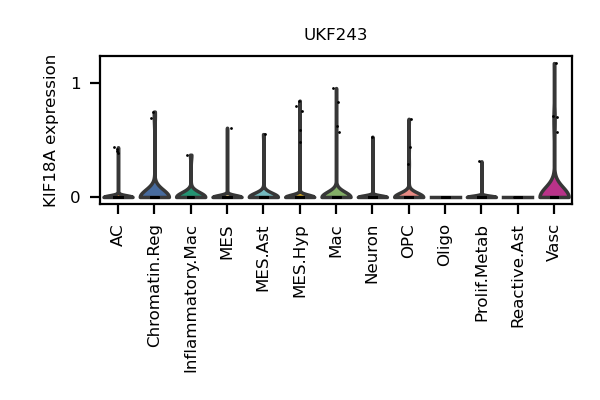 UKF243
KIF18A expression
1
0
AC
Chromatin.Reg
Inflammatory.Mac
MES
MES.Ast
MES.Hyp
Mac
Neuron
OPC
Oligo
Prolif.Metab
Reactive.Ast
Vasc